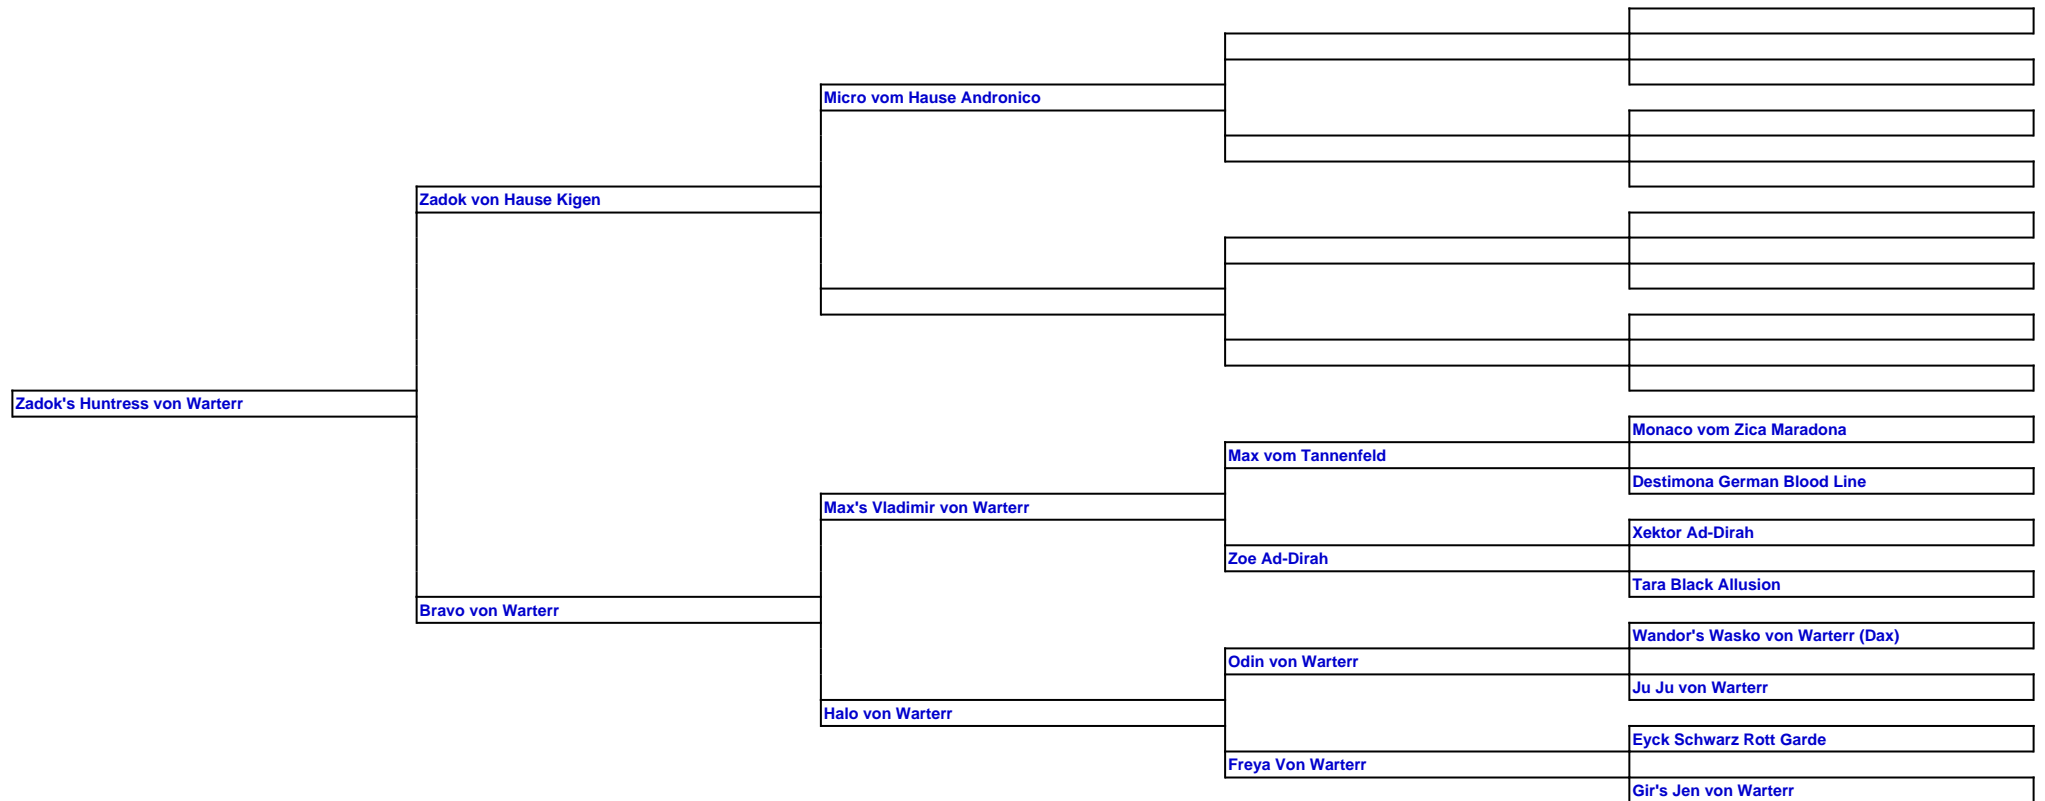 Micro vom Hause Andronico
Zadok von Hause Kigen
Zadok's Huntress von Warterr
Monaco vom Zica Maradona
Max vom Tannenfeld
Destimona German Blood Line
Max's Vladimir von Warterr
Xektor Ad-Dirah
Zoe Ad-Dirah
Tara Black Allusion
Bravo von Warterr
Wandor's Wasko von Warterr (Dax)
Odin von Warterr
Ju Ju von Warterr
Halo von Warterr
Eyck Schwarz Rott Garde
Freya Von Warterr
Gir's Jen von Warterr